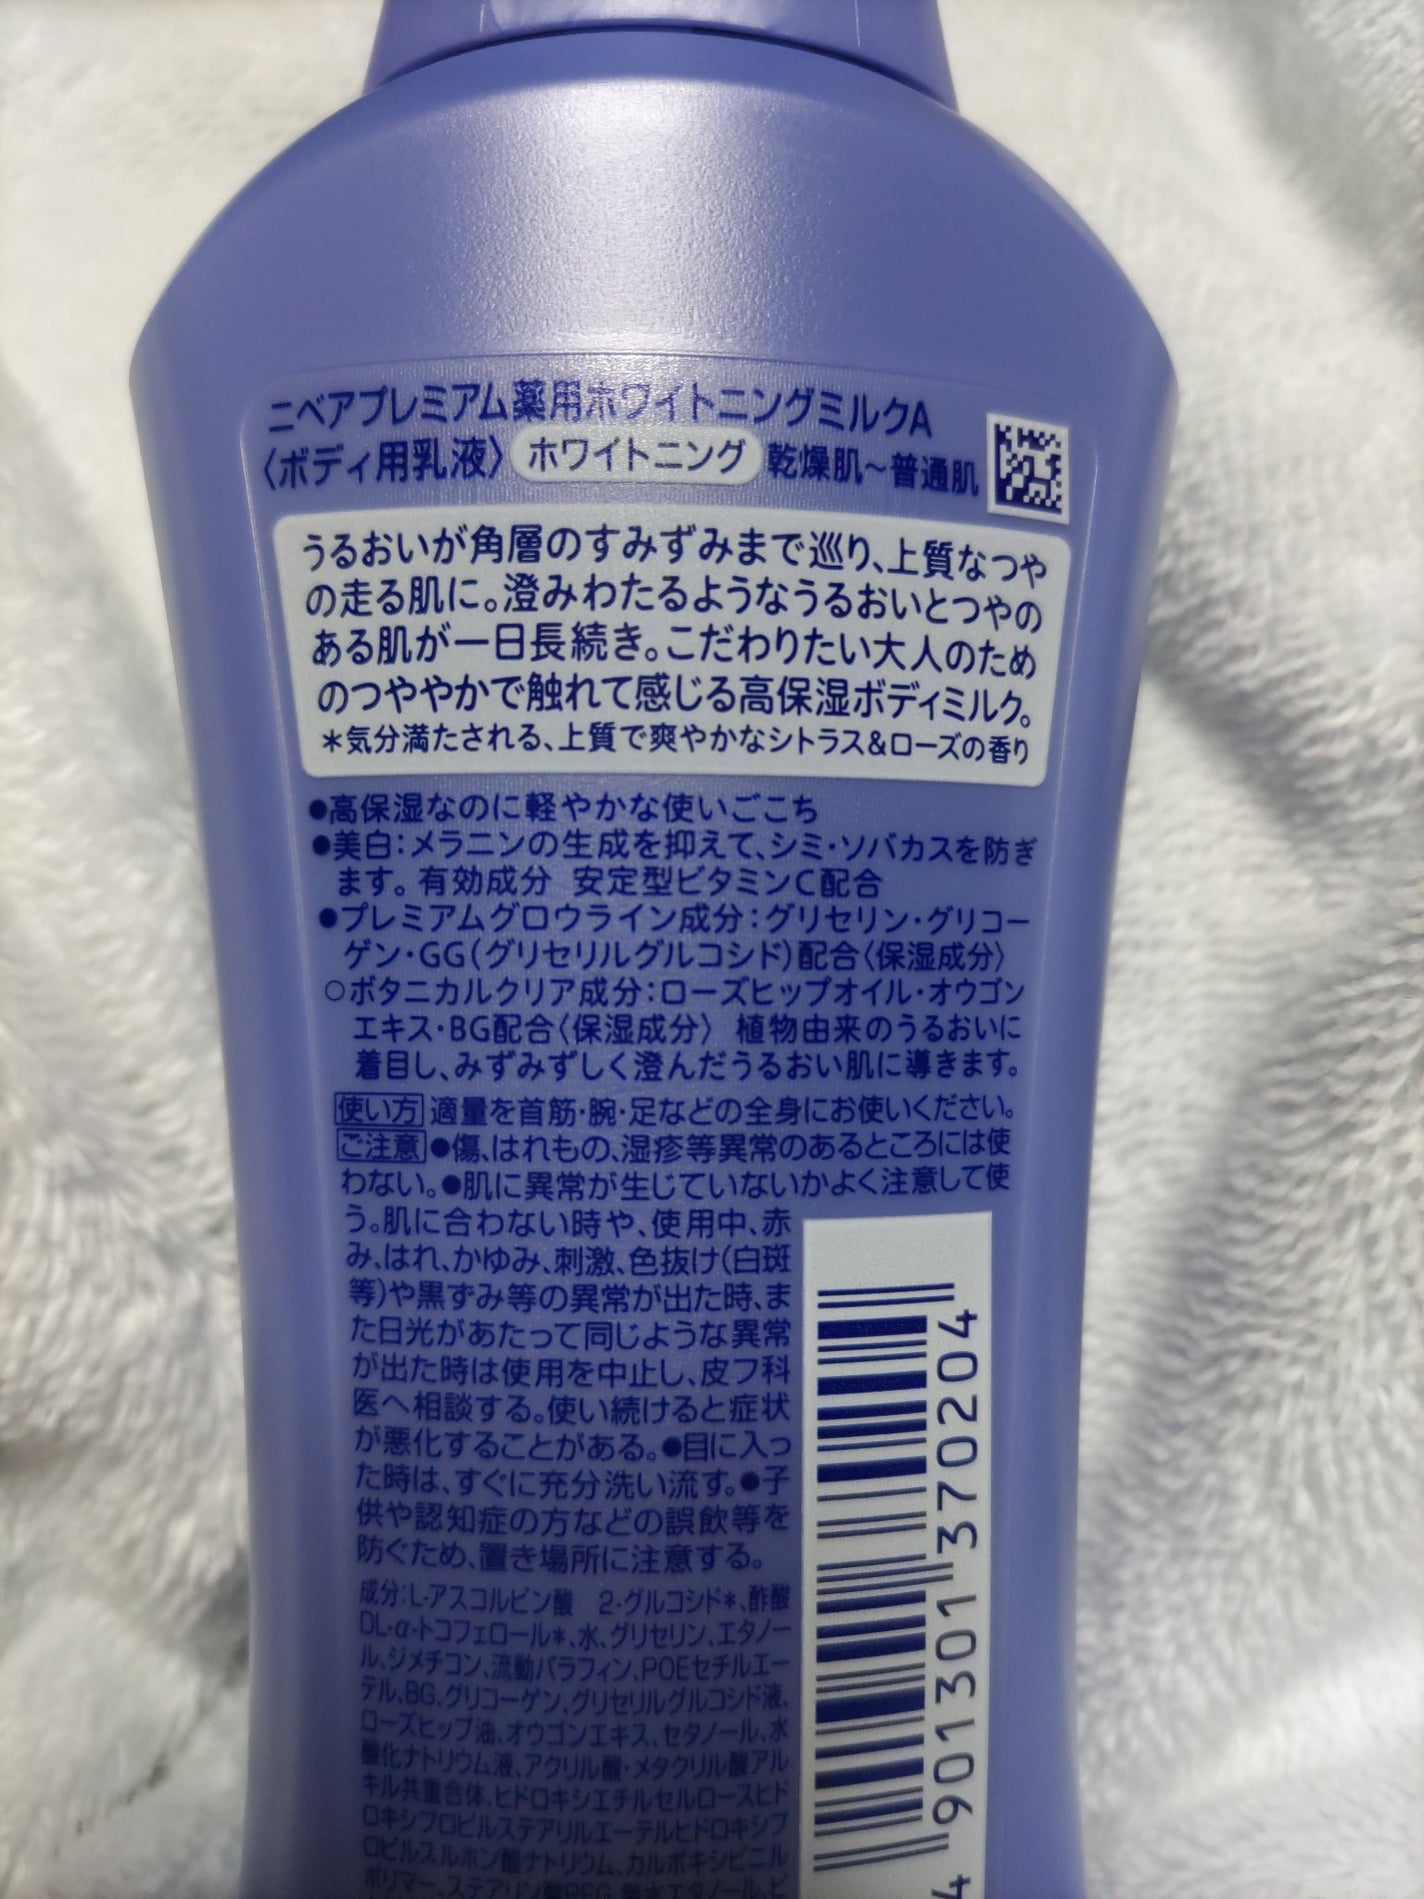 ニベアプレミアム薬用ホワイトニングミルクA
〈ボディ用乳液〉 ホワイトニング 乾燥肌～普通肌
うるおいが角層のすみずみまで巡り、上質なつや
の走る肌に。澄みわたるようなうるおいとつやの
ある肌が一日長続き。こだわりたい大人のため
のつややかで触れて感じる高保湿ボディミルク。
*気分満たされる、上質で爽やかなシトラス&ローズの香り
●高保湿なのに軽やかな使いごこち
●美白:メラニンの生成を抑えて、シミ・ソバカスを防ぎ
ます。有効成分 安定型ビタミンC配合
●プレミアムグロウライン成分:グリセリン・グリコー
ゲン・GG(グリセリルグルコシド)配合〈保湿成分〉
○ボタニカルクリア成分:ローズヒップオイル・オウゴン
エキス・BG配合〈保湿成分〉 植物由来のうるおいに
着目し、みずみずしく澄んだうるおい肌に導きます。
使い方 適量を首筋・腕・足などの全身にお使いください。
ご注意 ●傷、はれもの、湿疹等異常のあるところには使
わない。●肌に異常が生じていないかよく注意して使
う。肌に合わない時や、使用中、赤
み、はれ、かゆみ、刺激、色抜け(白斑
等)や黒ずみ等の異常が出た時、ま
た日光があたって同じような異常
が出た時は使用を中止し、皮フ科
医へ相談する。使い続けると症状
が悪化することがある。●目に入っ
た時は、すぐに充分洗い流す。●子
供や認知症の方などの誤飲等を
防ぐため、置き場所に注意する。
成分:L-アスコルビン酸 2-グルコシド*、酢酸
DL-α-トコフェロール*、水、グリセリン、エタノー
ル、ジメチコン、流動パラフィン、POEセチルエー
テル、BG、グリコーゲン、グリセリルグルコシド液、
ローズヒップ油、オウゴンエキス、セタノール、水
酸化ナトリウム液、アクリル酸・メタクリル酸アル
キル共重合体、ヒドロキシエチルセルロースヒド
ロキシプロピルステアリルエーテルヒドロキシプ
ロピルスルホン酸ナトリウム、カルボキシビニル
ポリマー、ステアリン酸PEG、無水エタノール、ビ
4 901301 370204